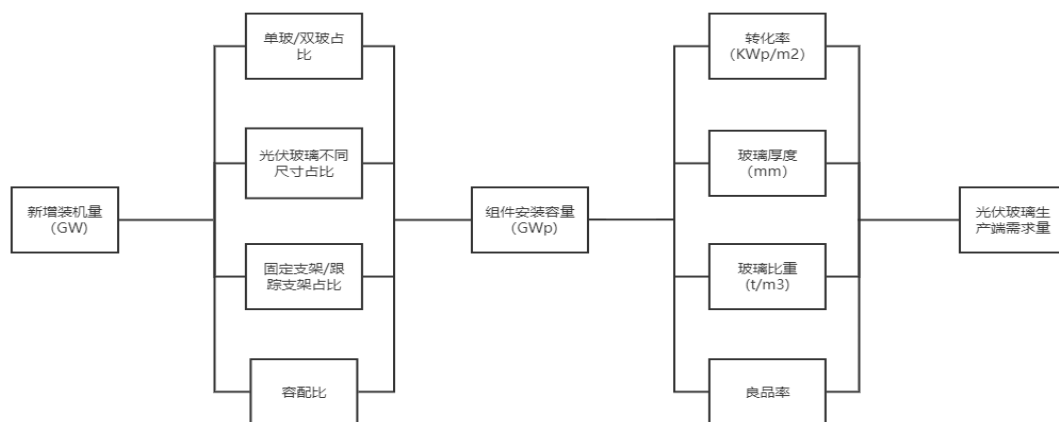 新增装机量
（GW)
单玻/双玻占
比
光伏玻璃不同
尺寸占比
固定支架/跟
踪支架占比
容配比
组件安装容量
（GWp)
转化率
（KWp/m2)
玻璃厚度
（mm)
玻璃比重
(t/m3)
良品率
光伏玻璃生
产端需求量